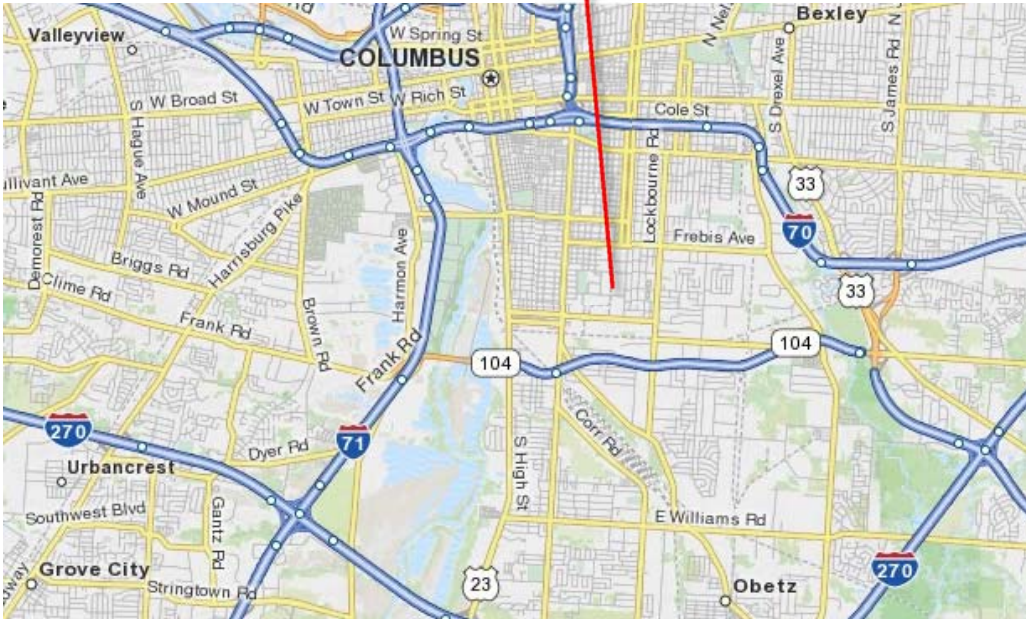 Bexley
Valleyview
W Spring St
N Nel
COLUMBUS
S Drexel Ave
S James Rd
W Broad St
W Town St
W Rich St
Cole St
S Hague Ave
ullivant Ave
W Mound St
33
Lockbourne Rd
Demorest Rd
Harrisburg Pike
70
Harmon Ave
Frebis Ave
Briggs Rd
Clime Rd
33
Frank Rd
Brown Rd
Frank Rd
104
104
270
71
Corr Rd
Dyer Rd
S High St
Urbancrest
Southwest Blvd
Gantz Rd
E Williams Rd
270
Grove City
oway
Stringtown Rd
23
Obetz